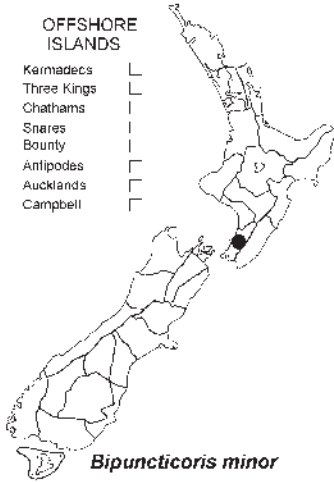 OFFSHORE
ISLANDS
Kermadecs
Three Kings
Chathams
Snares
Bounty
Antipodes
Aucklands
Campbell
Bipuncticoris minor